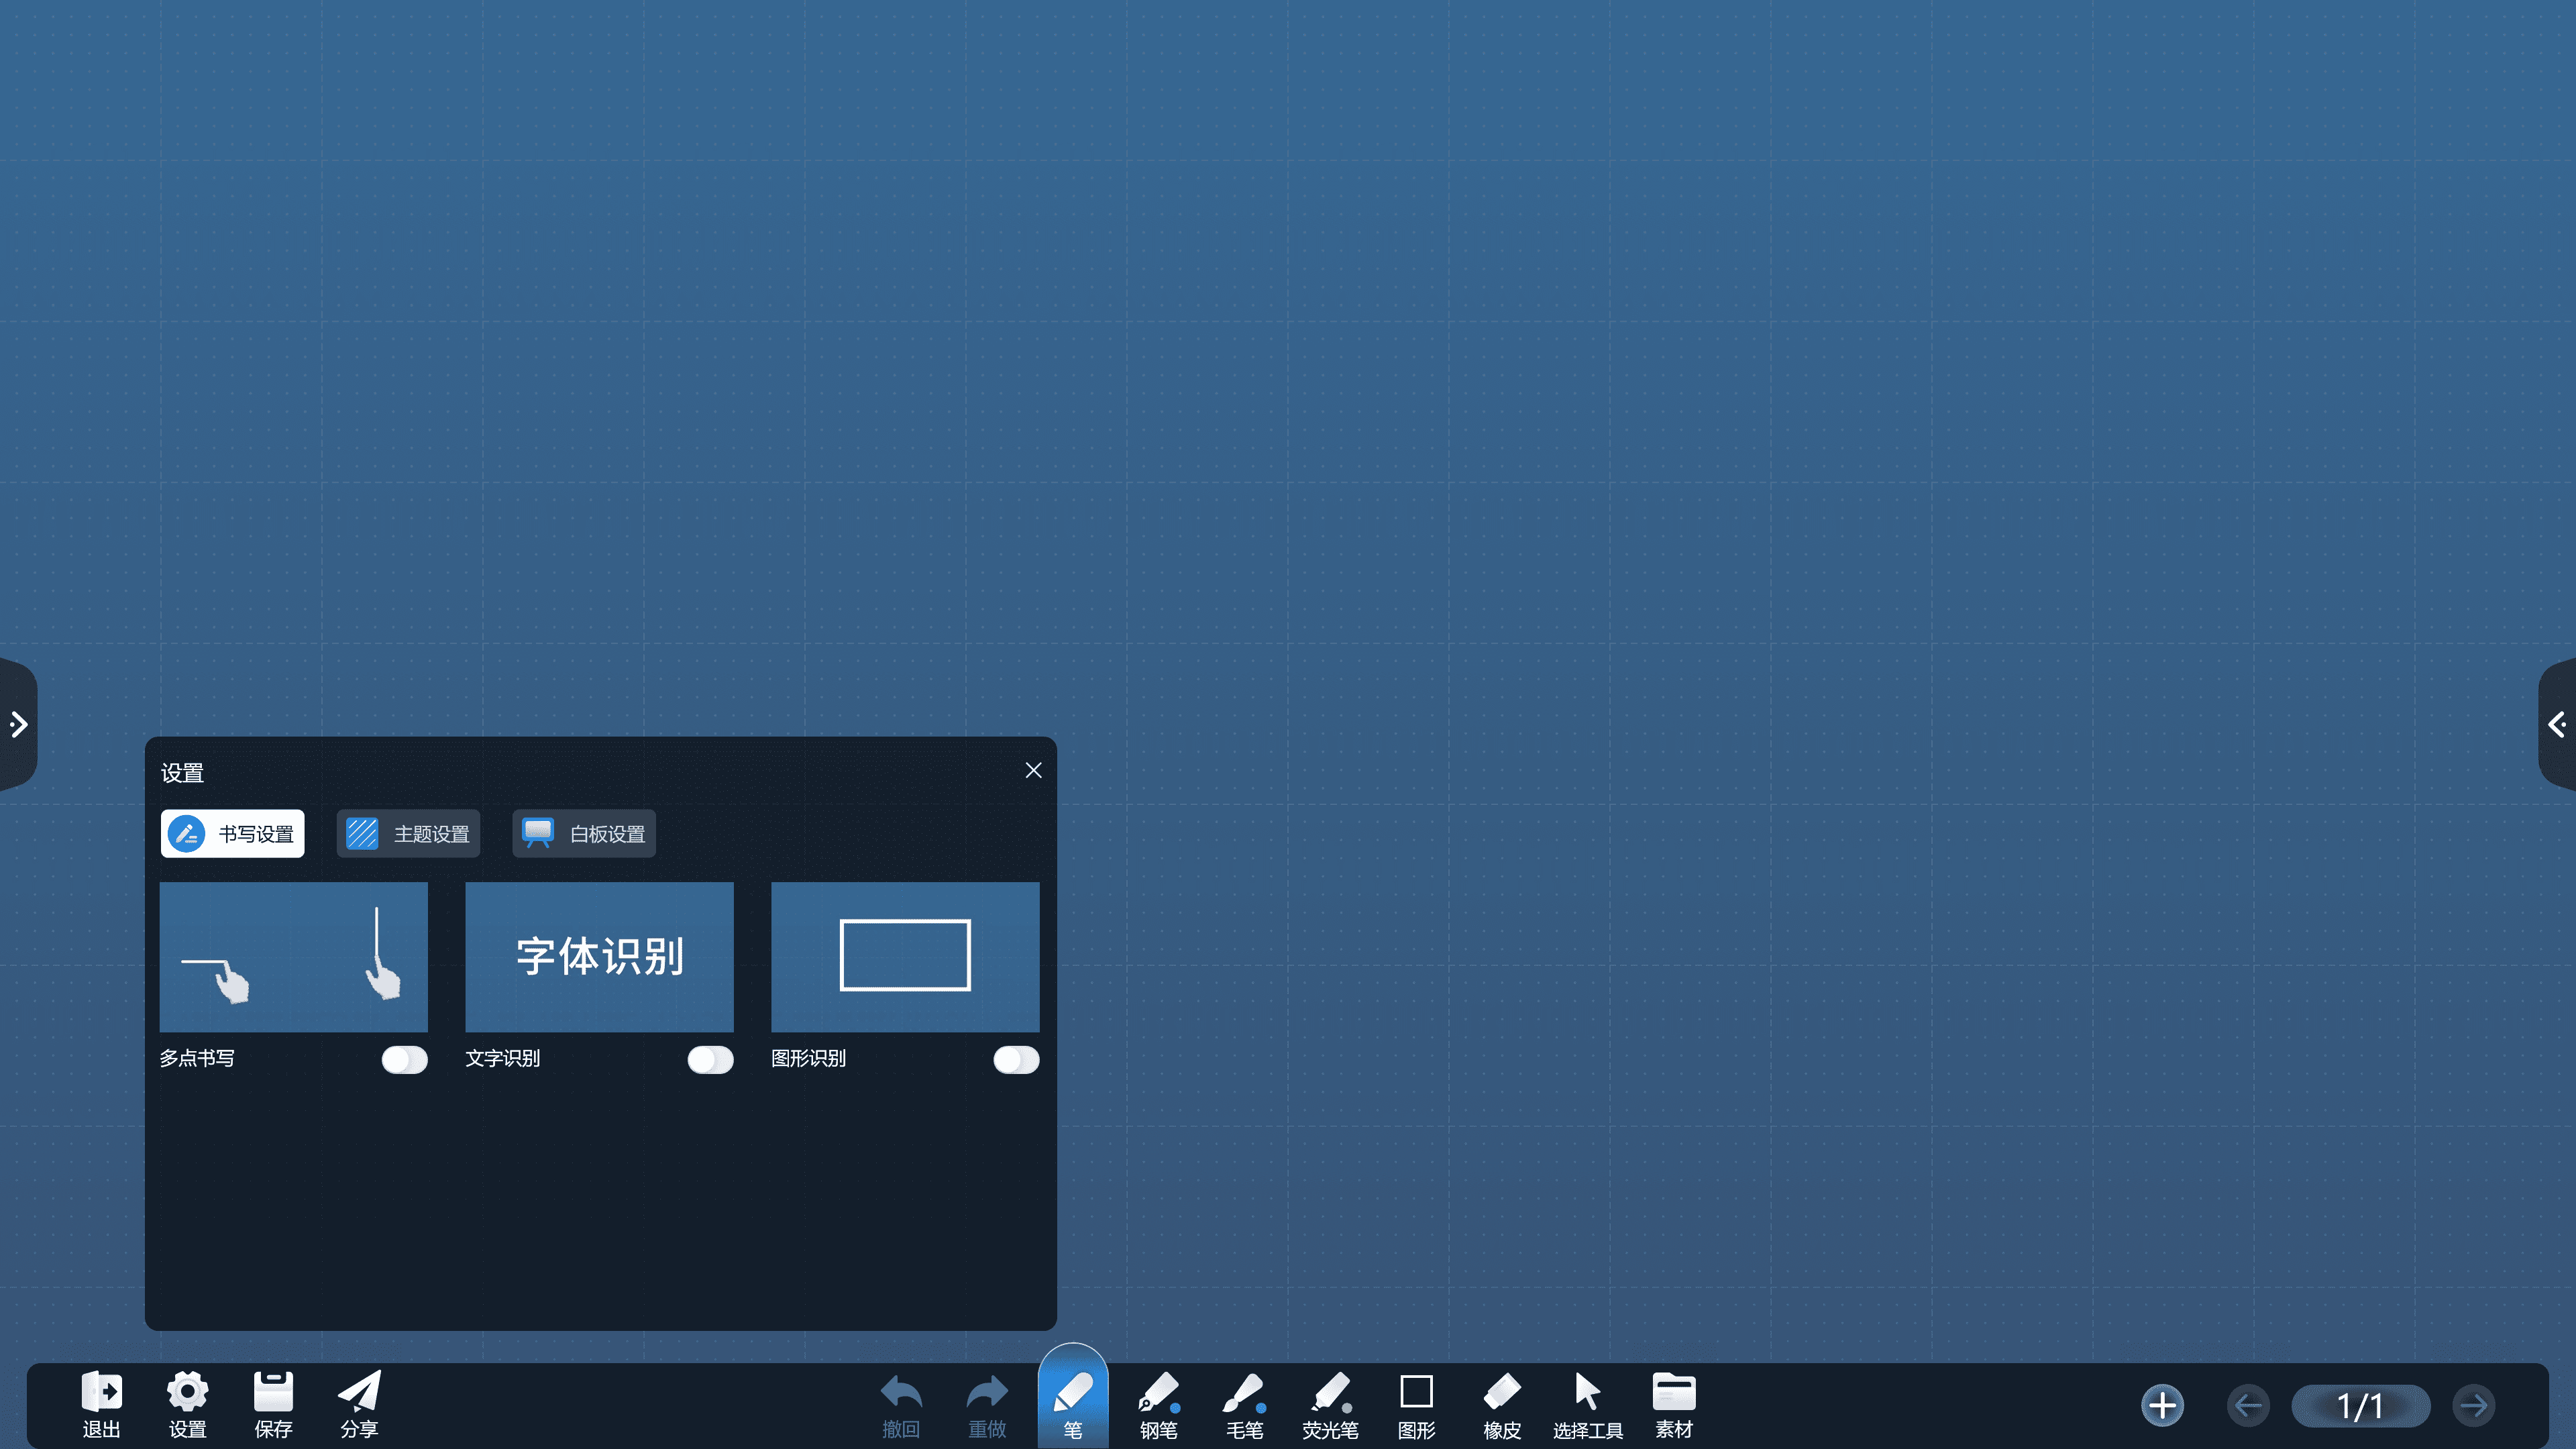 设置
书写设置 主题设置 白板设置
字体识别
多点书写 文字识别 图形识别
退出 设置 保存 分享 撤回 重做 笔 钢笔 毛笔 荧光笔 图形 橡皮 选择工具 素材 1/1